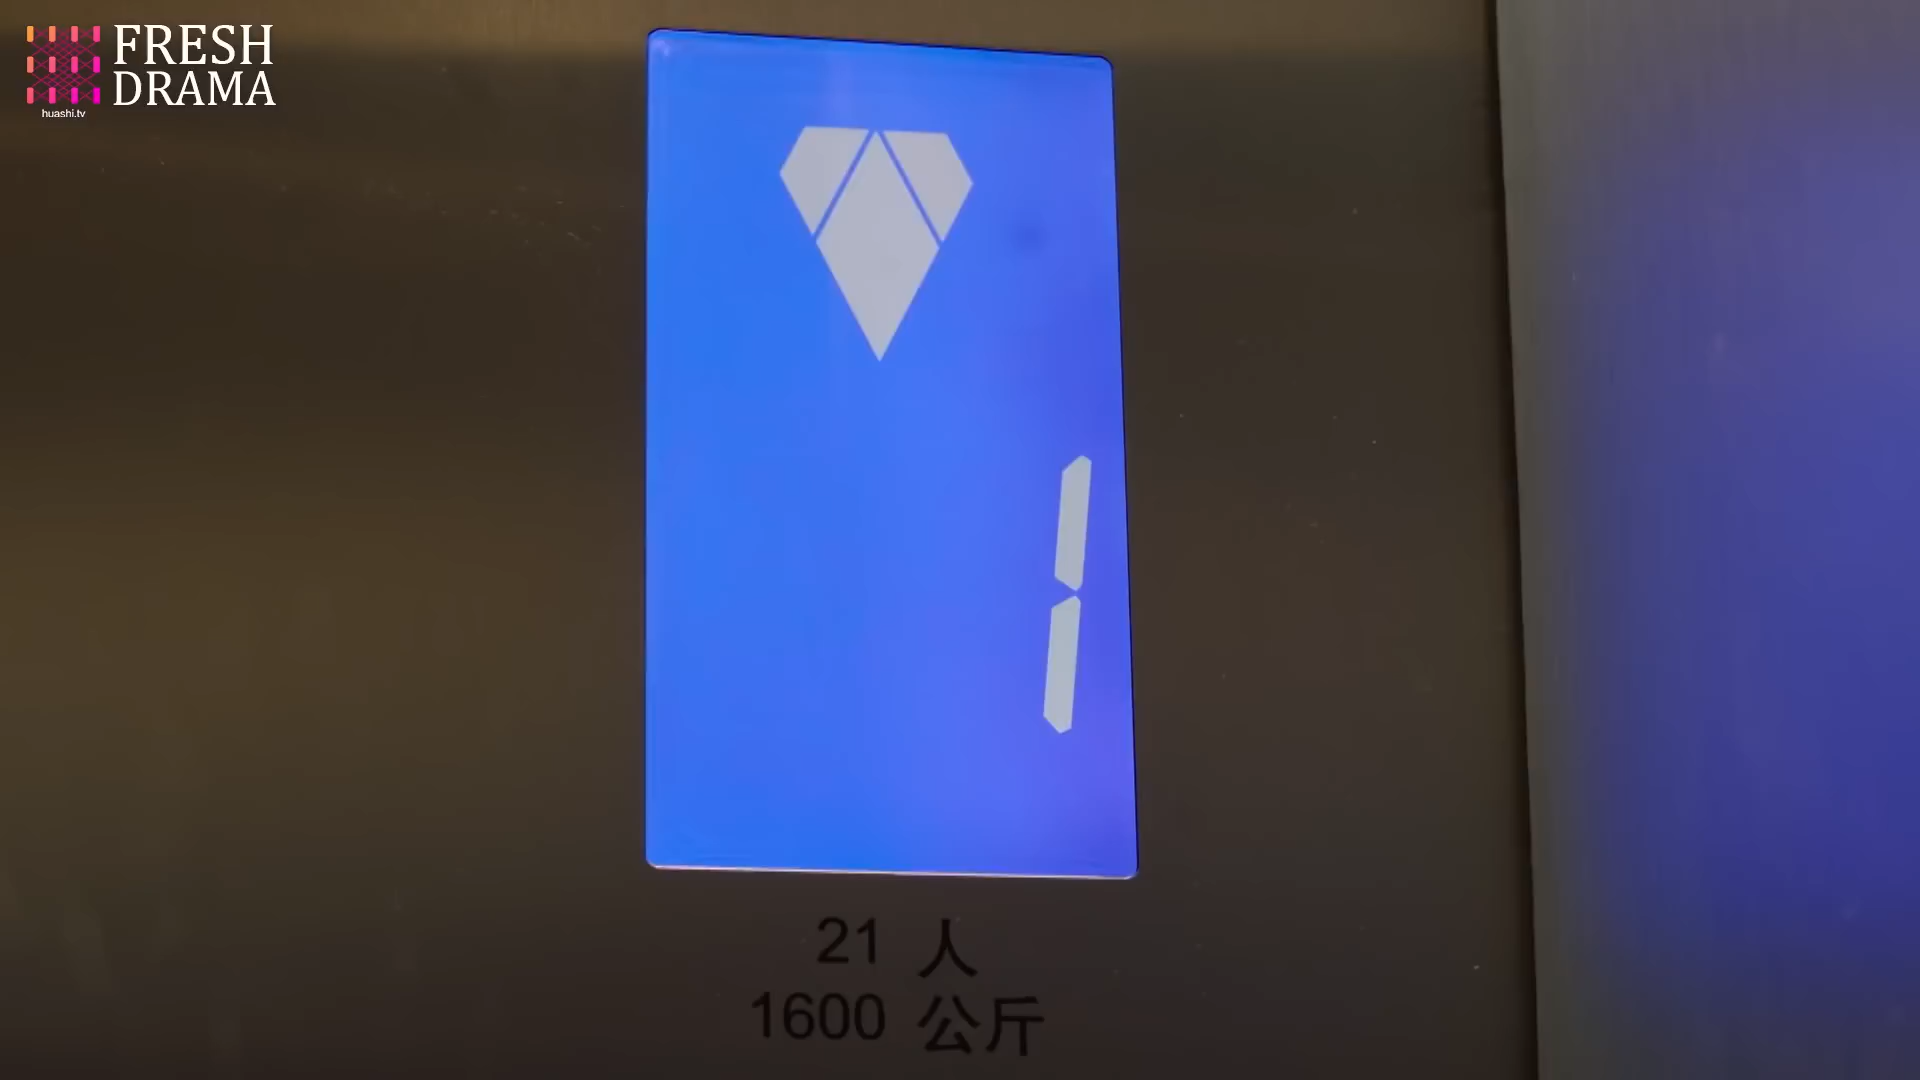 FRESH
DRAMA
huashi.tv
1
21 人
1600 公斤